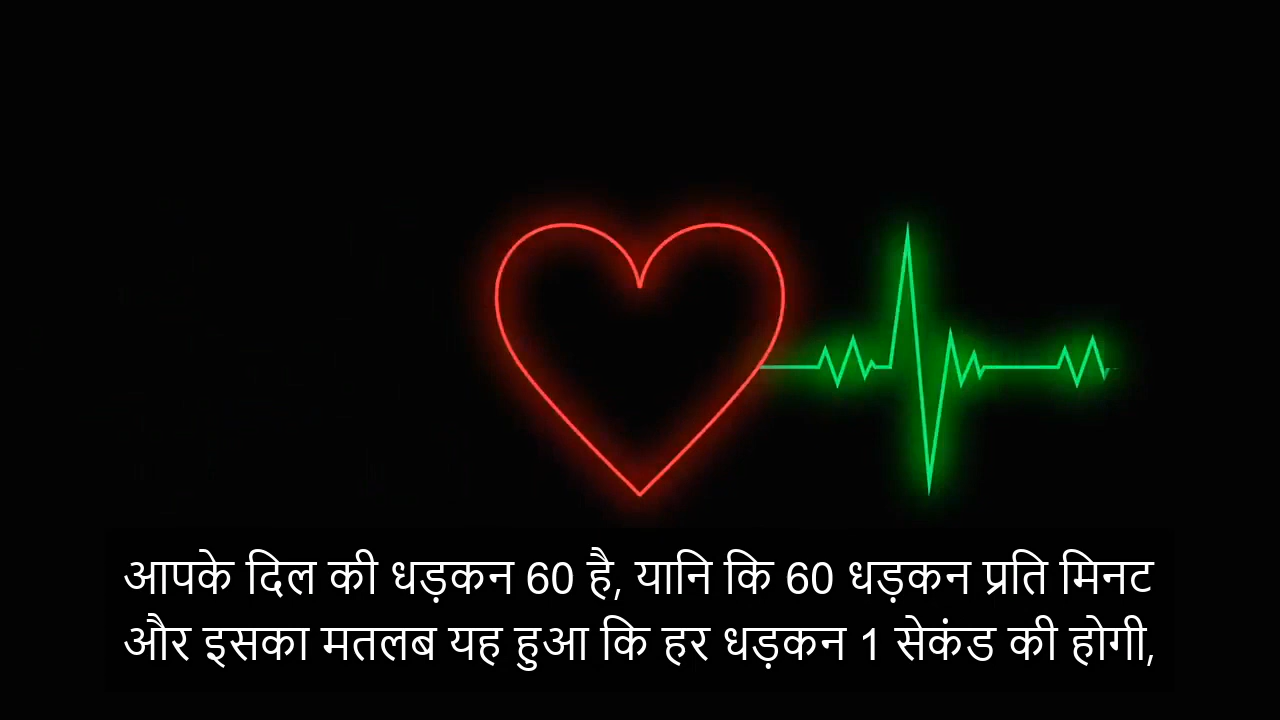 आपके दिल की धड़कन 60 है, यानि कि 60 धड़कन प्रति मिनट
और इसका मतलब यह हुआ कि हर धड़कन 1 सेकंड की होगी,